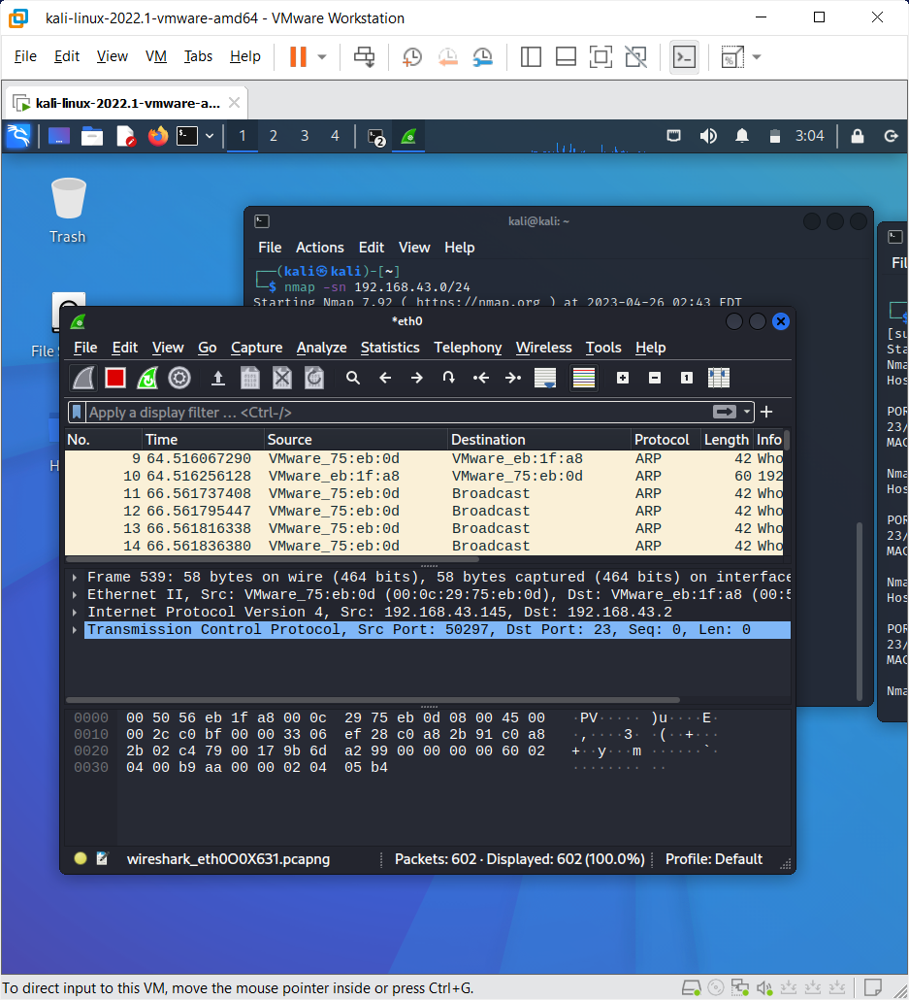 kali-linux-2022.1-vmware-amd64 - VMware Workstation
File Edit View VM Tabs Help
kali-linux-2022.1-vmware-a...
1 2 3 4 2 3:04
Trash
File S
H
kali@kali: ~
File Actions Edit View Help
(kali㉿kali)-[~]
$ nmap -sn 192.168.43.0/24
Starting Nmap 7.92 ( https://nmap.org ) at 2023-04-26 02:43 EDT
Fil
[su
Sta
Nma
Hos
POR
23/
MAC
Nma
Hos
POR
23/
MAC
Nma
Hos
POR
23/
MAC
Nma
*eth0
File Edit View Go Capture Analyze Statistics Telephony Wireless Tools Help
Apply a display filter ... <Ctrl-/>
No. Time Source Destination Protocol Length Info
9 64.516067290 VMware_75:eb:0d VMware_eb:1f:a8 ARP 42 Who
10 64.516256128 VMware_eb:1f:a8 VMware_75:eb:0d ARP 60 192
11 66.561737408 VMware_75:eb:0d Broadcast ARP 42 Who
12 66.561795447 VMware_75:eb:0d Broadcast ARP 42 Who
13 66.561816338 VMware_75:eb:0d Broadcast ARP 42 Who
14 66.561836380 VMware_75:eb:0d Broadcast ARP 42 Who
Frame 539: 58 bytes on wire (464 bits), 58 bytes captured (464 bits) on interface
Ethernet II, Src: VMware_75:eb:0d (00:0c:29:75:eb:0d), Dst: VMware_eb:1f:a8 (00:5
Internet Protocol Version 4, Src: 192.168.43.145, Dst: 192.168.43.2
Transmission Control Protocol, Src Port: 50297, Dst Port: 23, Seq: 0, Len: 0
0000 00 50 56 eb 1f a8 00 0c 29 75 eb 0d 08 00 45 00 ·PV····· )u····E·
0010 00 2c c0 bf 00 00 33 06 ef 28 c0 a8 2b 91 c0 a8 ·,····3· ·(··+···
0020 2b 02 c4 79 00 17 9b 6d a2 99 00 00 00 00 60 02 +··y···m ······`·
0030 04 00 b9 aa 00 00 02 04 05 b4 ········ ··
wireshark_eth0O0X631.pcapng Packets: 602 · Displayed: 602 (100.0%) Profile: Default
To direct input to this VM, move the mouse pointer inside or press Ctrl+G.